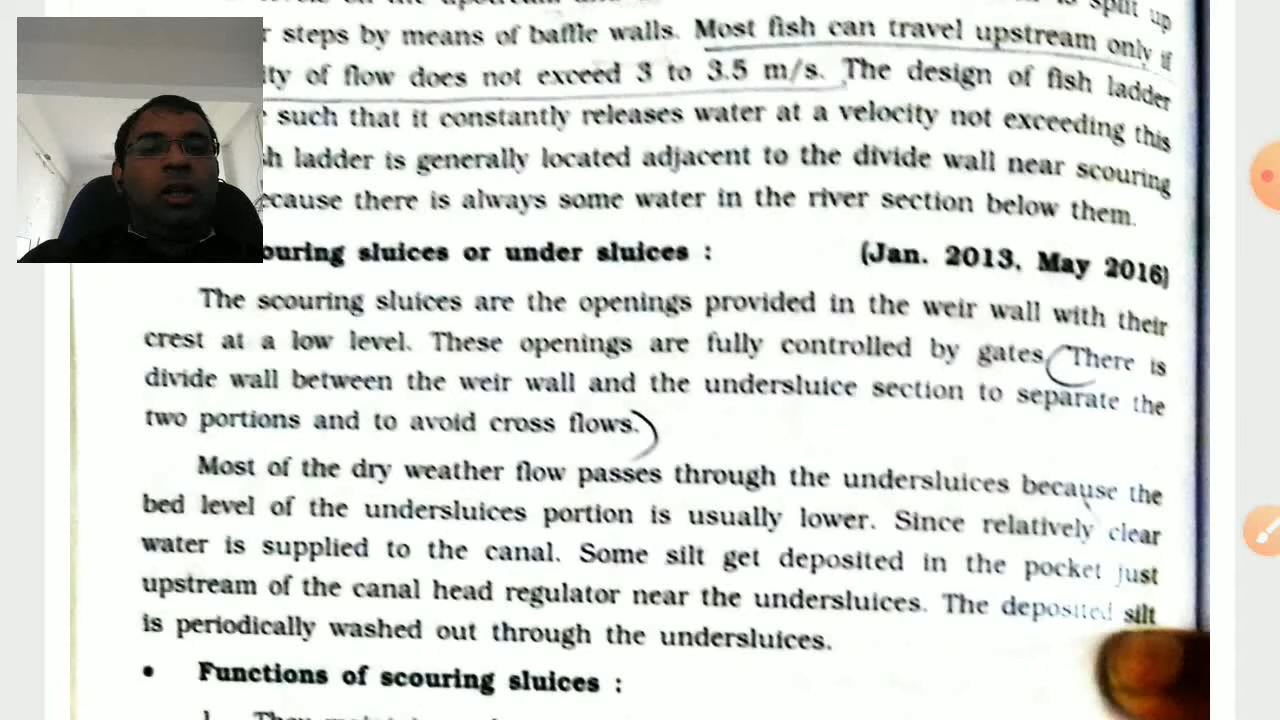 split up
r steps by means of baffle walls. Most fish can travel upstream only if
ity of flow does not exceed 3 to 3.5 m/s. The design of fish ladder
such that it constantly releases water at a velocity not exceeding this
h ladder is generally located adjacent to the divide wall near scouring
ecause there is always some water in the river section below them.
ouring sluices or under sluices : (Jan. 2013, May 2016)
The scouring sluices are the openings provided in the weir wall with their
crest at a low level. These openings are fully controlled by gates. There is
divide wall between the weir wall and the undersluice section to separate the
two portions and to avoid cross flows.
Most of the dry weather flow passes through the undersluices because the
bed level of the undersluices portion is usually lower. Since relatively clear
water is supplied to the canal. Some silt get deposited in the pocket just
upstream of the canal head regulator near the undersluices. The deposited silt
is periodically washed out through the undersluices.
• Functions of scouring sluices :